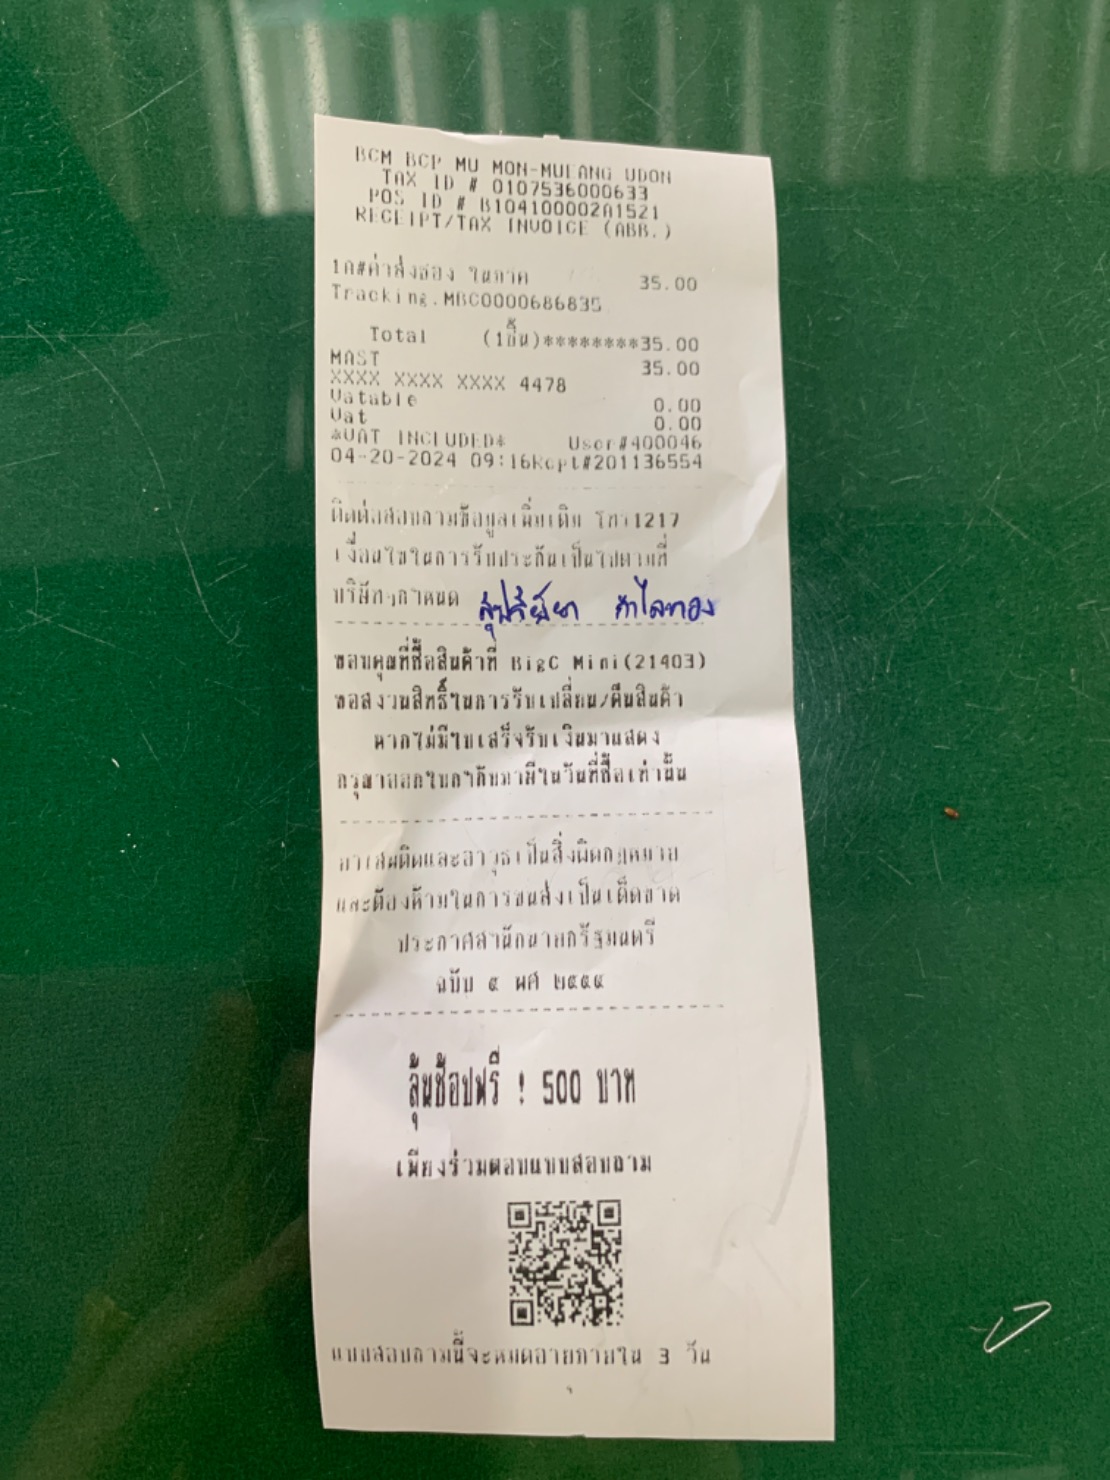 BCM BCP MU MON-MUEANG UDON
TAX ID # 0107536000633
POS ID # B104100002A1521
RECEIPT/TAX INVOICE (ABB.)
1ก#ค่าส่งของ ในภาค 35.00
Tracking.MBC0000686835
Total (1ชิ้น)********35.00
MAST 35.00
XXXX XXXX XXXX 4478
Vatable 0.00
Vat 0.00
*VAT INCLUDED* User#400046
04-20-2024 09:16Rcpt#201136554
ติดต่อสอบถามข้อมูลเพิ่มเติม โทร1217
เงื่อนไขในการรับประกันเป็นไปตามที่
บริษัทฯกำหนด
ขอบคุณที่ซื้อสินค้าที่ BigC Mini(21403)
ขอสงวนสิทธิ์ในการรับเปลี่ยน/คืนสินค้า
หากไม่มีใบเสร็จรับเงินมาแสดง
กรุณาออกใบกำกับภาษีในวันที่ซื้อเท่านั้น
ยาเสพติดและอาวุธเป็นสิ่งผิดกฎหมาย
และต้องห้ามในการขนส่งเป็นเด็ดขาด
ประกาศสำนักนายกรัฐมนตรี
ฉบับ ๙ พศ ๒๕๕๙
ลุ้นช้อปฟรี ! 500 บาท
เพียงร่วมตอบแบบสอบถาม
แบบสอบถามนี้จะหมดอายุภายใน 3 วัน